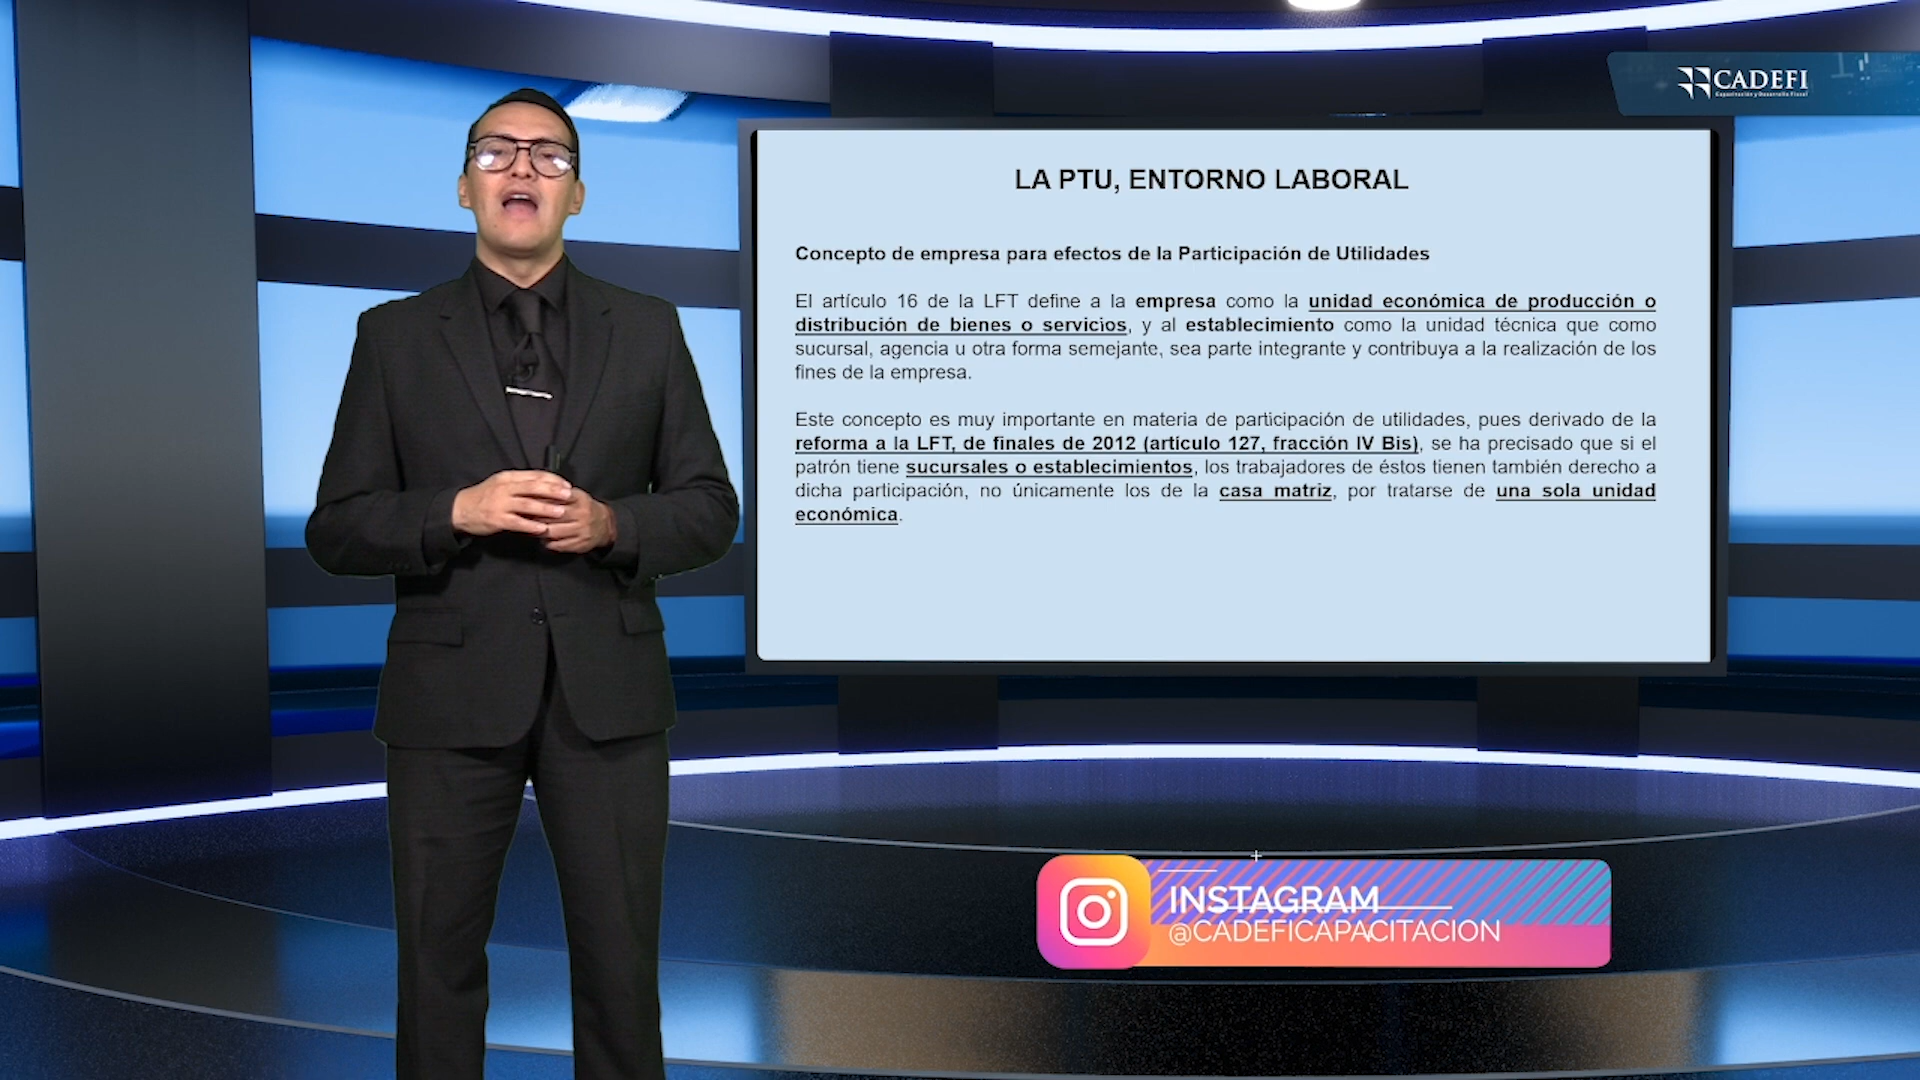 CADEFI
Capacitación y Desarrollo Fiscal
LA PTU, ENTORNO LABORAL
Concepto de empresa para efectos de la Participación de Utilidades
El artículo 16 de la LFT define a la empresa como la unidad económica de producción o
distribución de bienes o servicios, y al establecimiento como la unidad técnica que como
sucursal, agencia u otra forma semejante, sea parte integrante y contribuya a la realización de los
fines de la empresa.
Este concepto es muy importante en materia de participación de utilidades, pues derivado de la
reforma a la LFT, de finales de 2012 (artículo 127, fracción IV Bis), se ha precisado que si el
patrón tiene sucursales o establecimientos, los trabajadores de éstos tienen también derecho a
dicha participación, no únicamente los de la casa matriz, por tratarse de una sola unidad
económica.
INSTAGRAM
@CADEFICAPACITACION